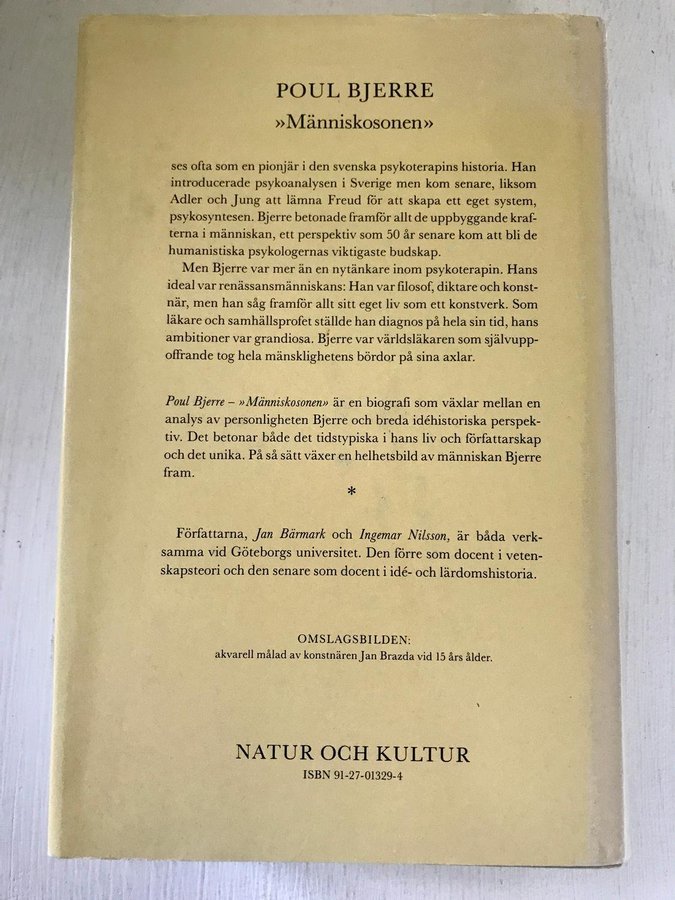 POUL BJERRE
»Människosonen»
ses ofta som en pionjär i den svenska psykoterapins historia. Han
introducerade psykoanalysen i Sverige men kom senare, liksom
Adler och Jung att lämna Freud för att skapa ett eget system,
psykosyntesen. Bjerre betonade framför allt de uppbyggande kraf-
terna i människan, ett perspektiv som 50 år senare kom att bli de
humanistiska psykologernas viktigaste budskap.
Men Bjerre var mer än en nytänkare inom psykoterapin. Hans
ideal var renässansmänniskans: Han var filosof, diktare och konst-
när, men han såg framför allt sitt eget liv som ett konstverk. Som
läkare och samhällsprofet ställde han diagnos på hela sin tid, hans
ambitioner var grandiosa. Bjerre var världsläkaren som självupp-
offrande tog hela mänsklighetens bördor på sina axlar.
Poul Bjerre – »Människosonen» är en biografi som växlar mellan en
analys av personligheten Bjerre och breda idéhistoriska perspek-
tiv. Det betonar både det tidstypiska i hans liv och författarskap
och det unika. På så sätt växer en helhetsbild av människan Bjerre
fram.
*
Författarna, Jan Bärmark och Ingemar Nilsson, är båda verk-
samma vid Göteborgs universitet. Den förre som docent i veten-
skapsteori och den senare som docent i idé- och lärdomshistoria.
OMSLAGSBILDEN:
akvarell målad av konstnären Jan Brazda vid 15 års ålder.
NATUR OCH KULTUR
ISBN 91-27-01329-4